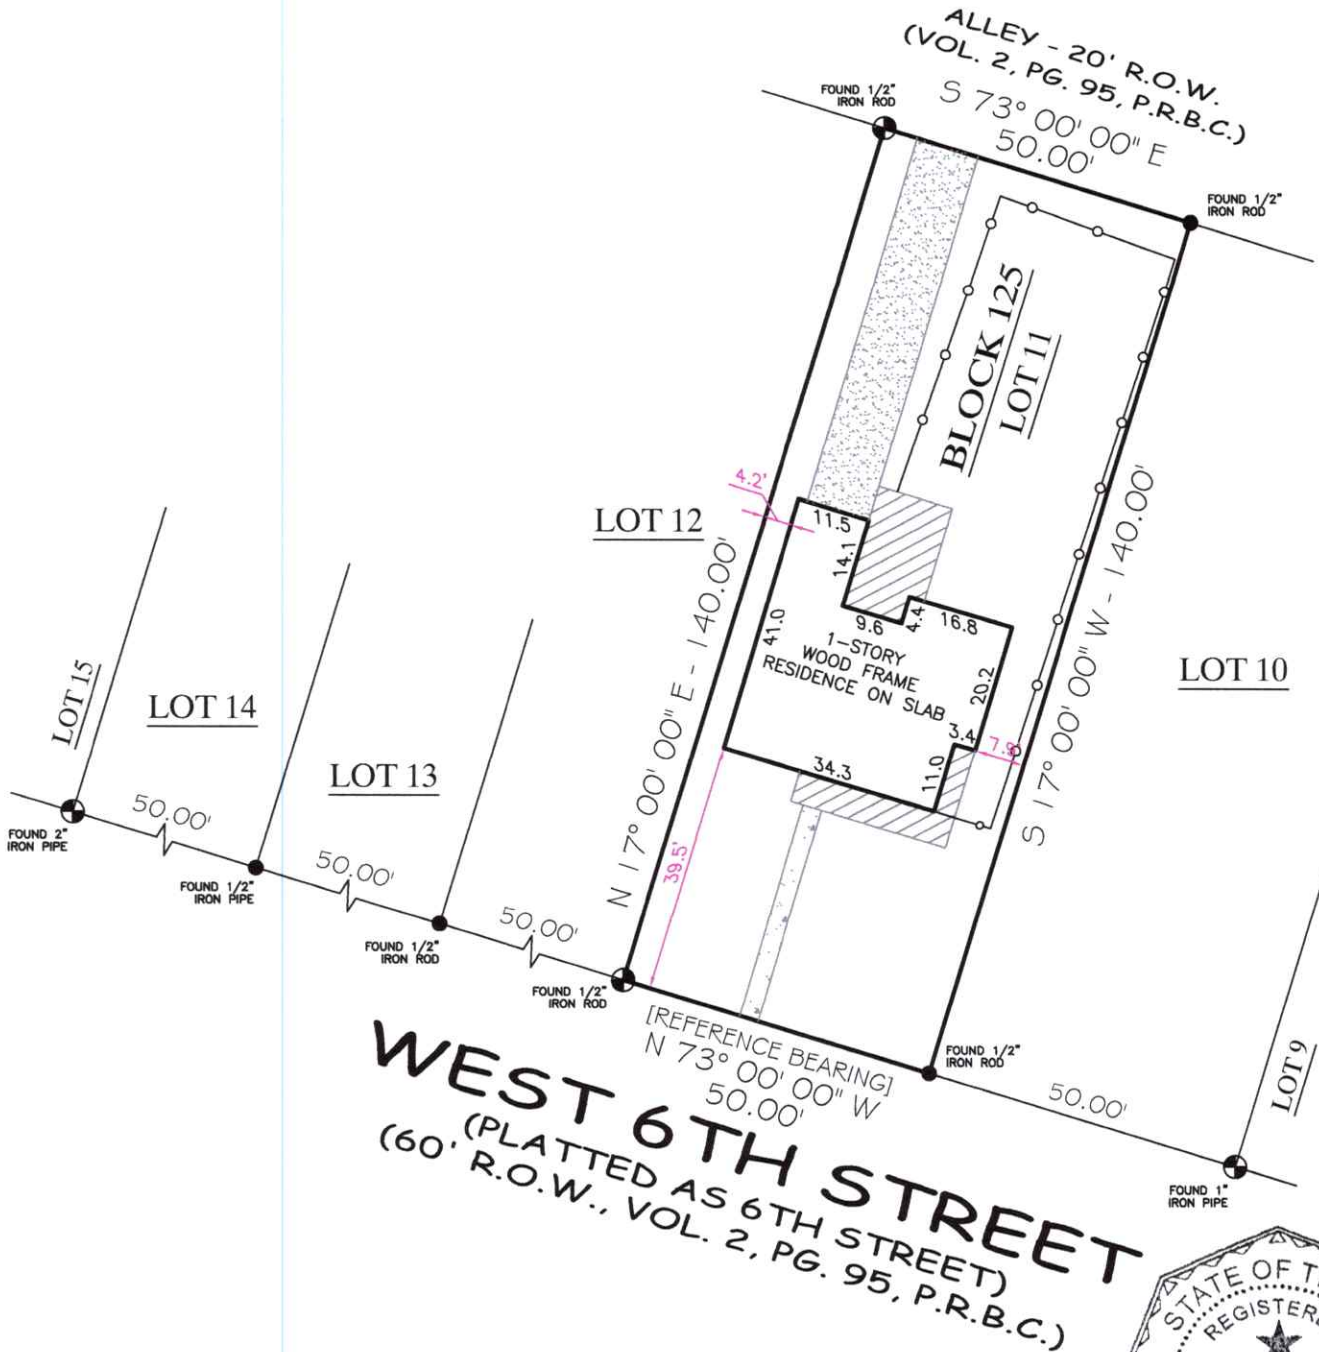 ALLEY - 20' R.O.W.
(VOL. 2, PG. 95, P.R.B.C.)
S 73° 00' 00" E
50.00'
FOUND 1/2"
IRON ROD
FOUND 1/2"
IRON ROD
BLOCK 125
LOT 11
4.2'
LOT 12
11.5
14.1
9.6
4.4
16.8
41.0
1-STORY
WOOD FRAME
RESIDENCE ON SLAB
20.2
3.4
11.0
34.3
39.5'
N 17° 00' 00" E - 140.00'
S 17° 00' 00" W - 140.00'
LOT 10
LOT 15
LOT 14
LOT 13
50.00'
FOUND 2"
IRON PIPE
50.00'
FOUND 1/2"
IRON PIPE
50.00'
FOUND 1/2"
IRON ROD
FOUND 1/2"
IRON ROD
[REFERENCE BEARING]
N 73° 00' 00" W
50.00'
FOUND 1/2"
IRON ROD
50.00'
LOT 9
FOUND 1"
IRON PIPE
WEST 6TH STREET
(PLATTED AS 6TH STREET)
(60' R.O.W., VOL. 2, PG. 95, P.R.B.C.)
STATE OF